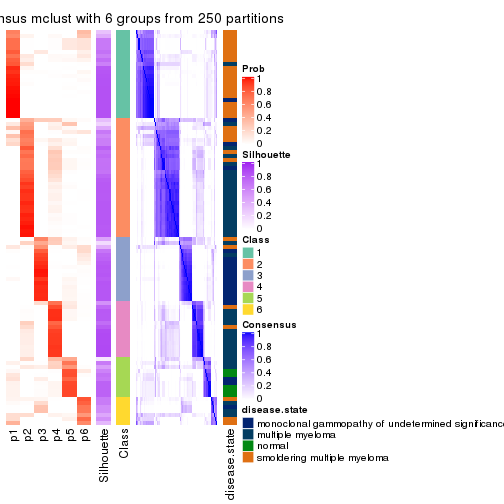 nsus mclust with 6 groups from 250 partitions
Prob
1
0.8
0.6
0.4
0.2
0
Silhouette
1
0.8
0.6
0.4
0.2
0
Class
1
2
3
4
5
6
Consensus
1
0.8
0.6
0.4
0.2
0
disease.state
monoclonal gammopathy of undetermined significance
multiple myeloma
normal
smoldering multiple myeloma
p1
p2
p3
p4
p5
p6
Silhouette
Class
disease.state